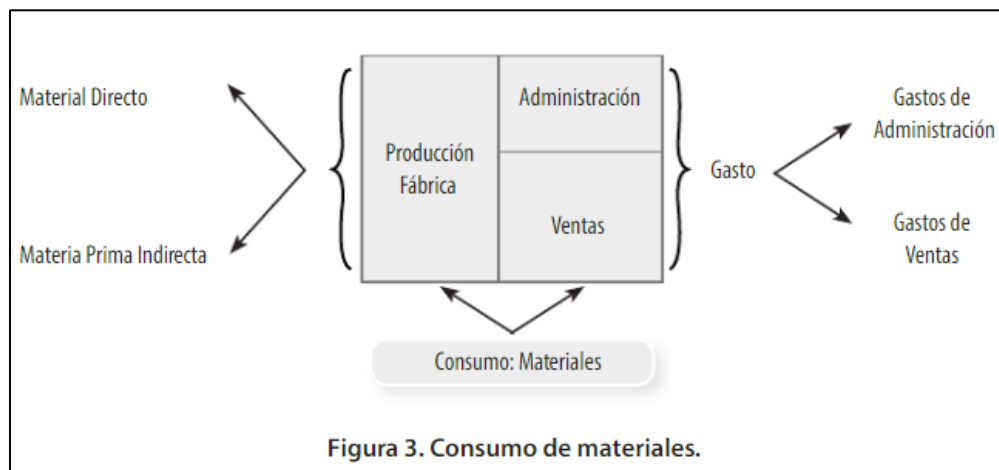 Material Directo
Materia Prima Indirecta
Producción
Fábrica
Administración
Ventas
Gasto
Gastos de
Administración
Gastos de
Ventas
Consumo: Materiales
Figura 3. Consumo de materiales.